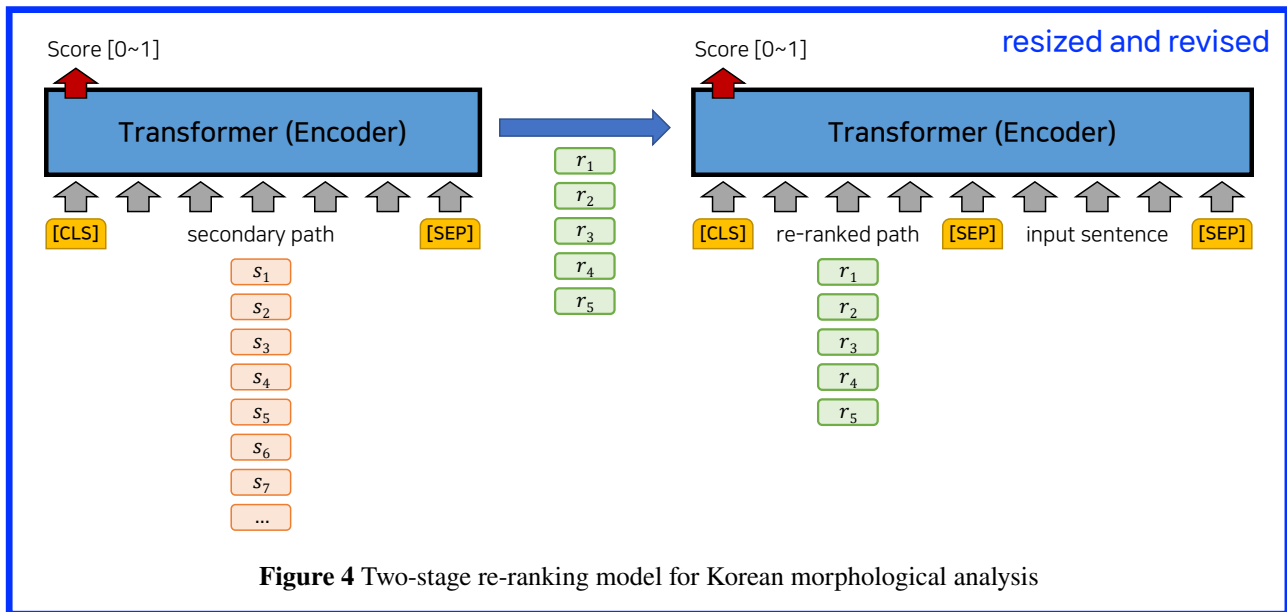 resized and revised
Score [0~1]
Transformer (Encoder)
[CLS] secondary path [SEP]
s₁
s₂
s₃
s₄
s₅
s₆
s₇
...
r₁
r₂
r₃
r₄
r₅
Score [0~1]
Transformer (Encoder)
[CLS] re-ranked path [SEP] input sentence [SEP]
r₁
r₂
r₃
r₄
r₅
Figure 4 Two-stage re-ranking model for Korean morphological analysis